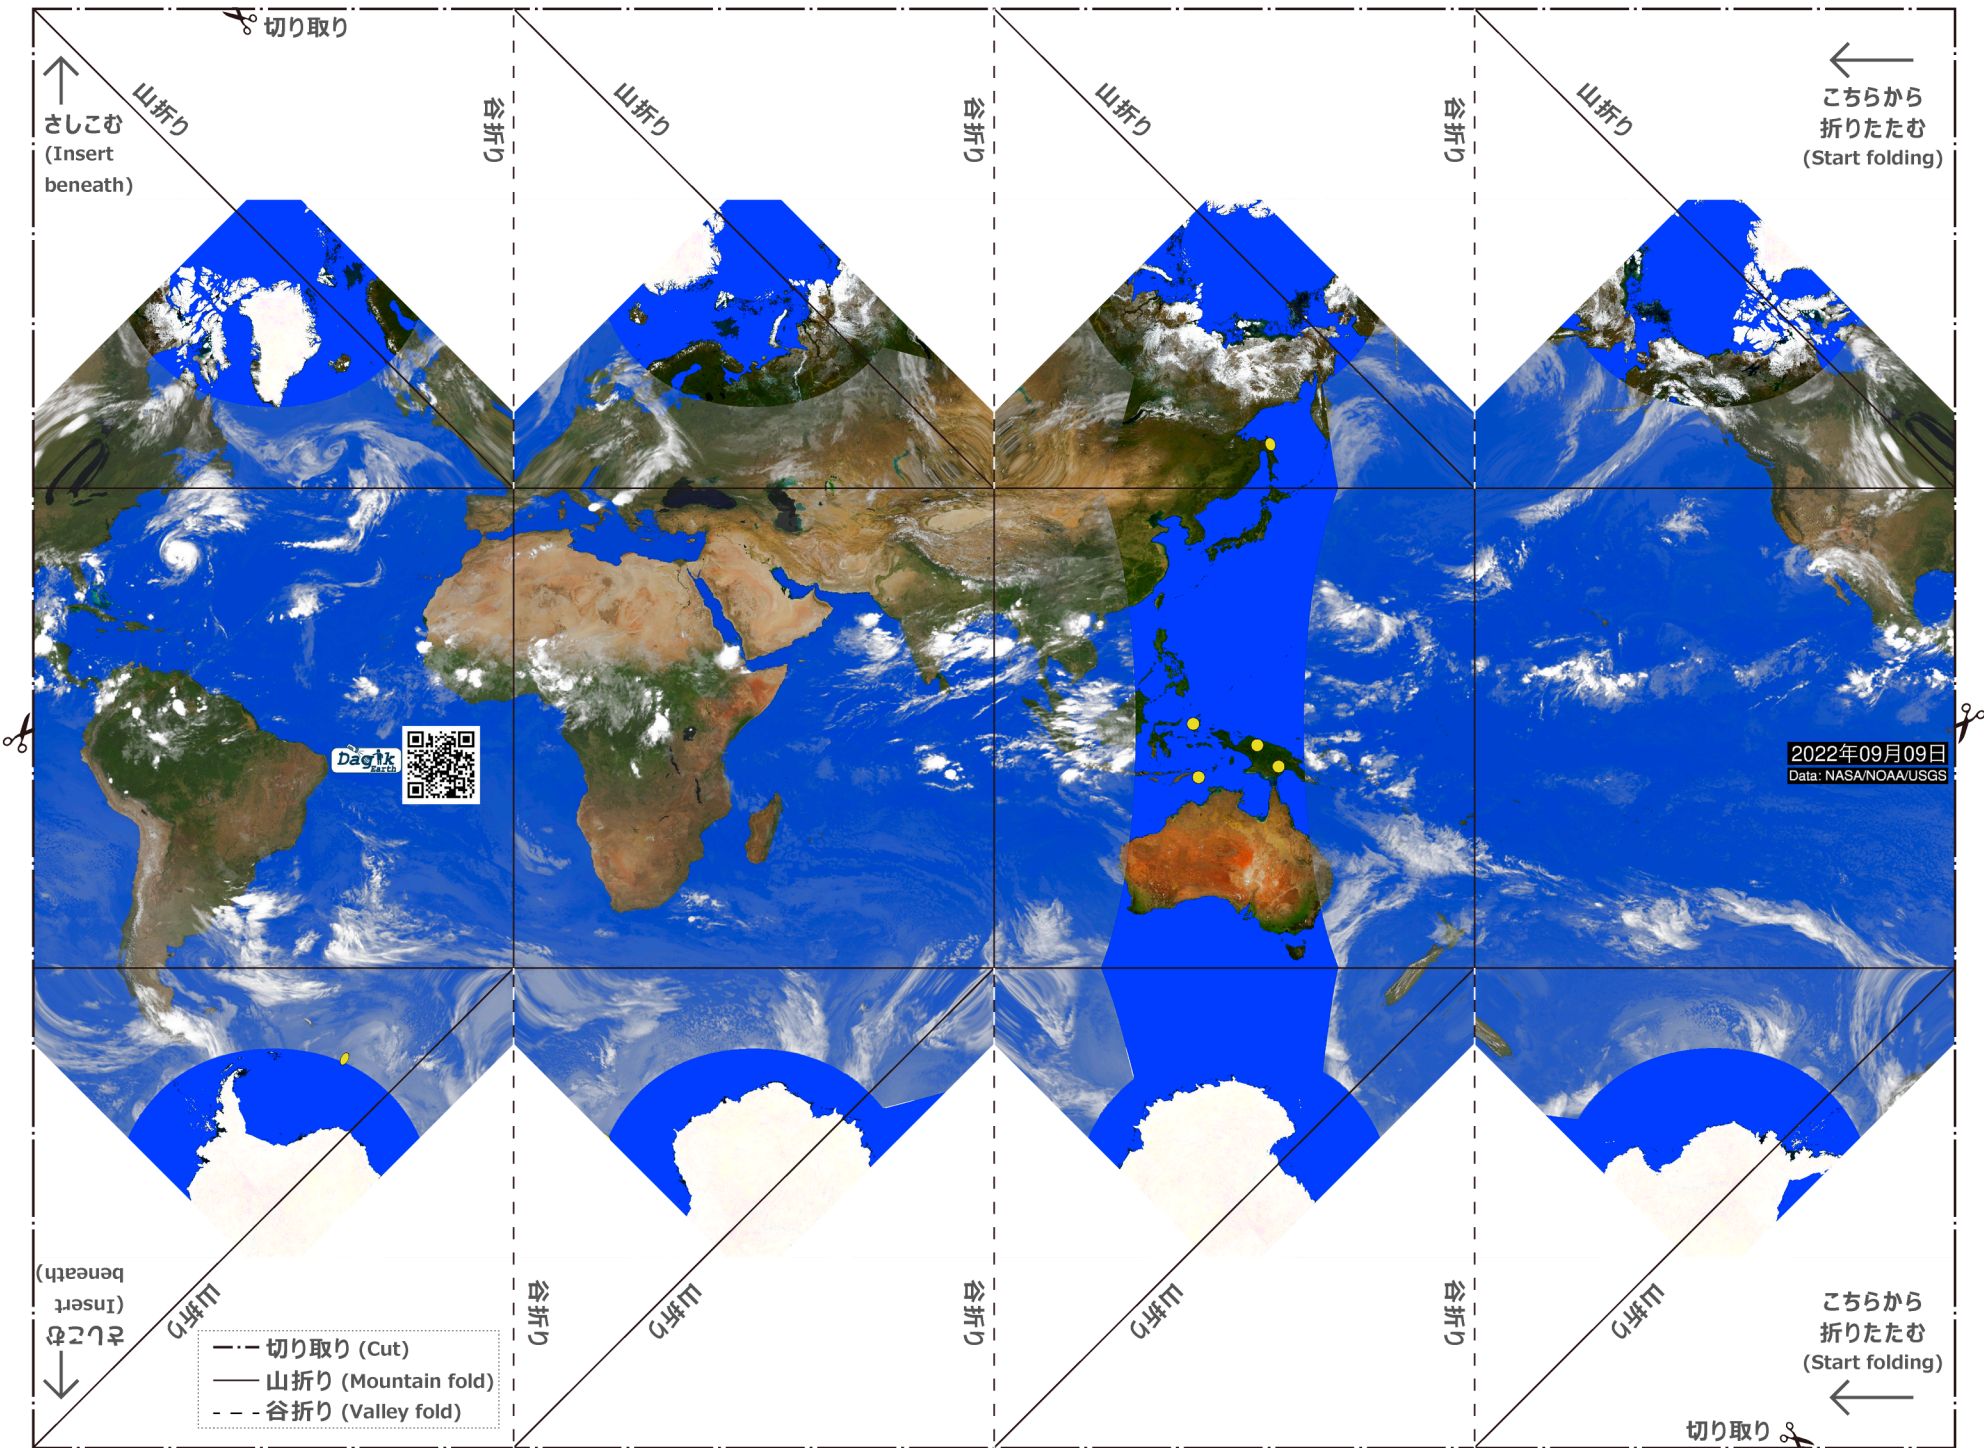 切り取り
さしこむ
(Insert
beneath)
山折り
谷折り
山折り
谷折り
山折り
谷折り
山折り
こちらから
折りたたむ
(Start folding)
Dagik
Earth
2022年09月09日
Data: NASA/NOAA/USGS
さしこむ
(Insert
beneath)
山折り
谷折り
山折り
谷折り
山折り
谷折り
山折り
こちらから
折りたたむ
(Start folding)
切り取り (Cut)
山折り (Mountain fold)
谷折り (Valley fold)
切り取り